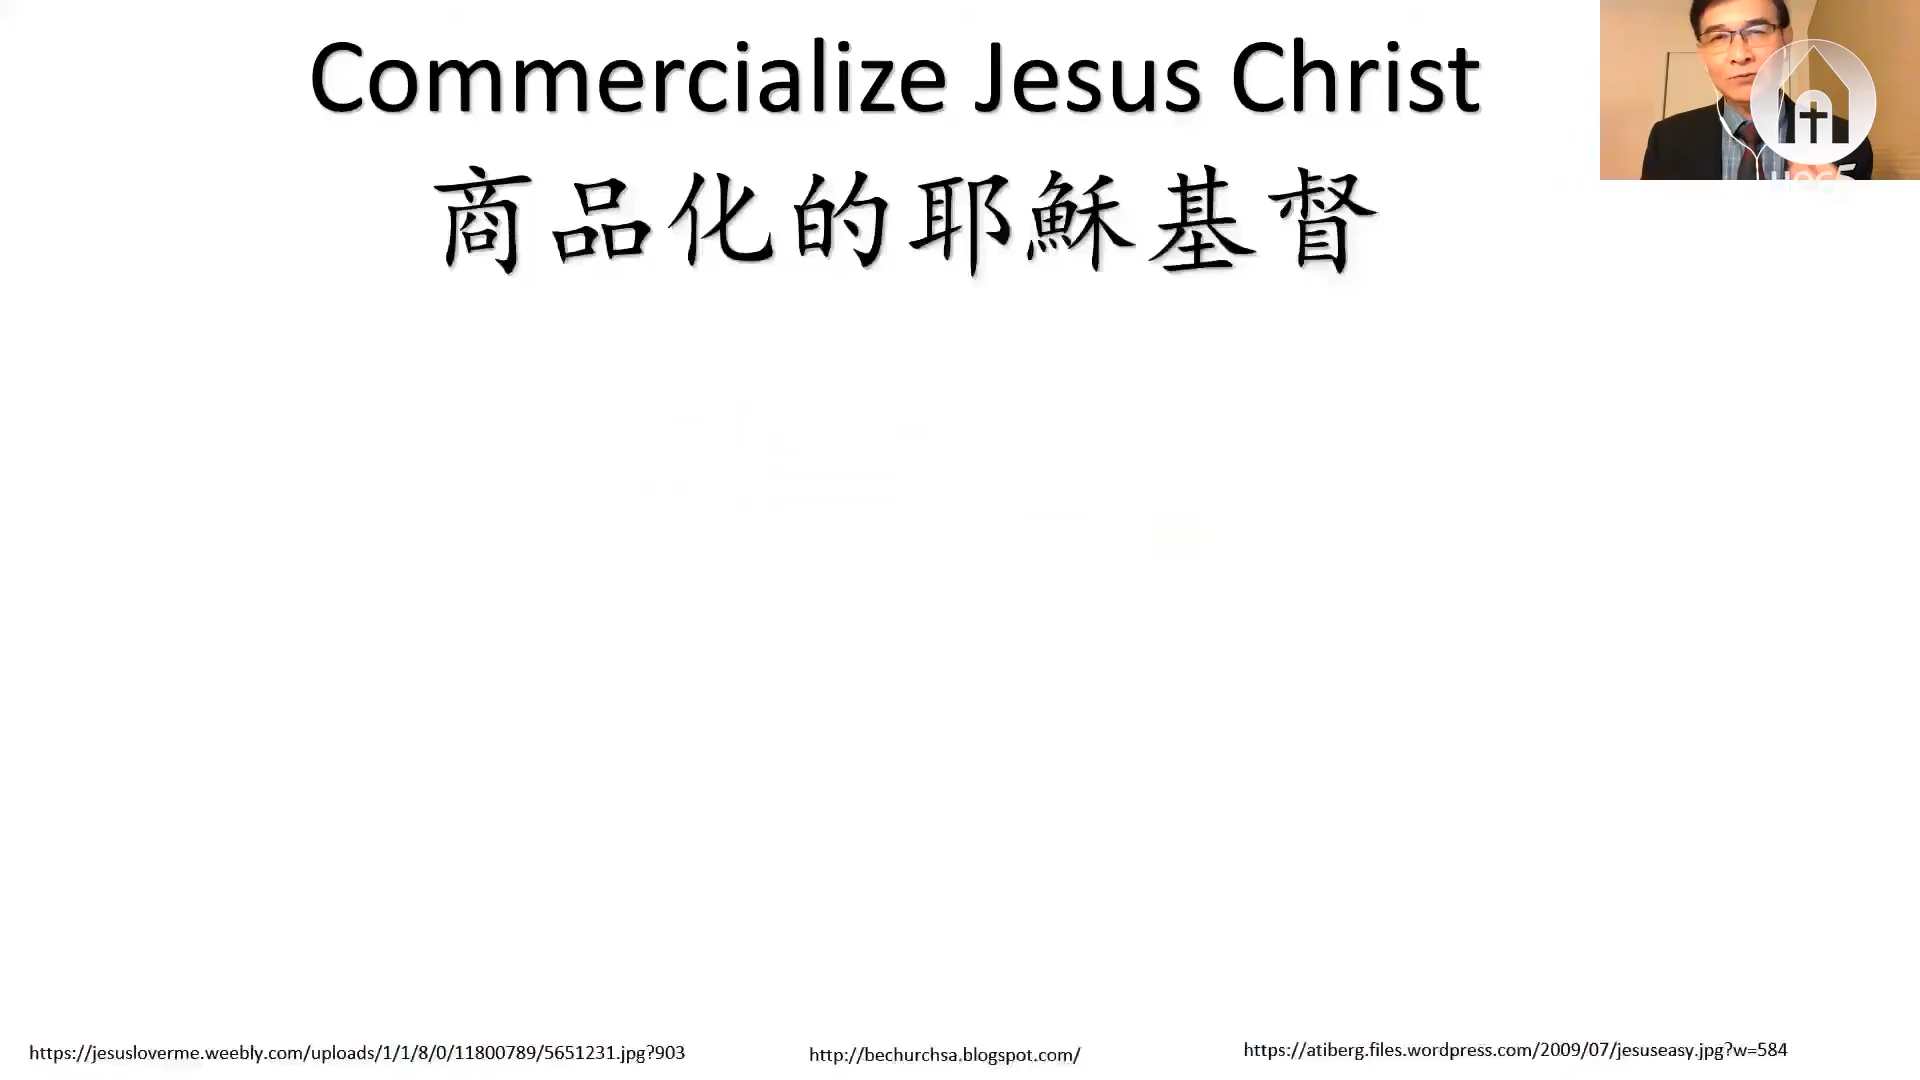 Commercialize Jesus Christ
商品化的耶穌基督
https://jesusloverme.weebly.com/uploads/1/1/8/0/11800789/5651231.jpg?903
http://bechurchsa.blogspot.com/
https://atiberg.files.wordpress.com/2009/07/jesuseasy.jpg?w=584